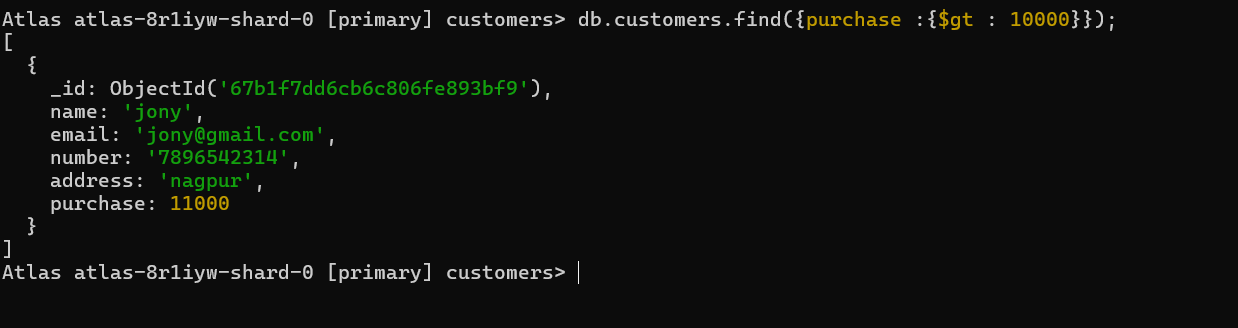 Atlas atlas-8r1iyw-shard-0 [primary] customers> db.customers.find({purchase :{$gt : 10000}});
[
  {
    _id: ObjectId('67b1f7dd6cb6c806fe893bf9'),
    name: 'jony',
    email: 'jony@gmail.com',
    number: '7896542314',
    address: 'nagpur',
    purchase: 11000
  }
]
Atlas atlas-8r1iyw-shard-0 [primary] customers>